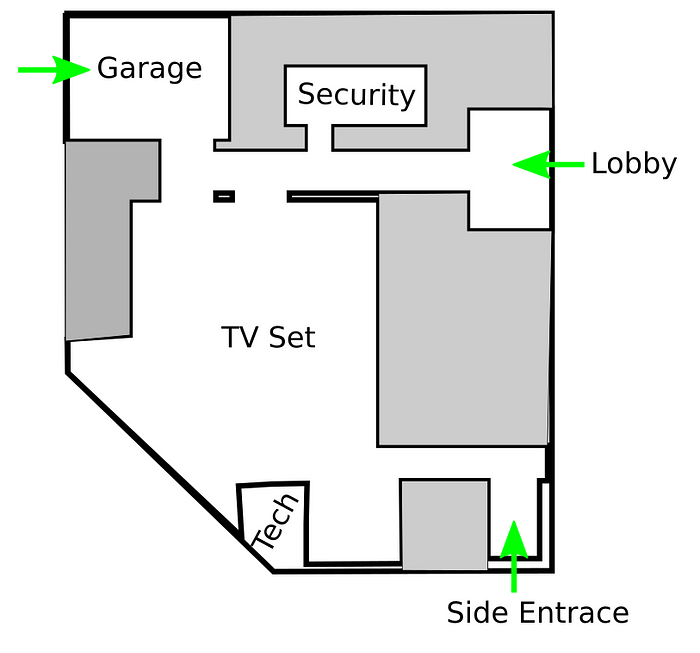 Garage
Security
Lobby
TV Set
Tech
Side Entrace